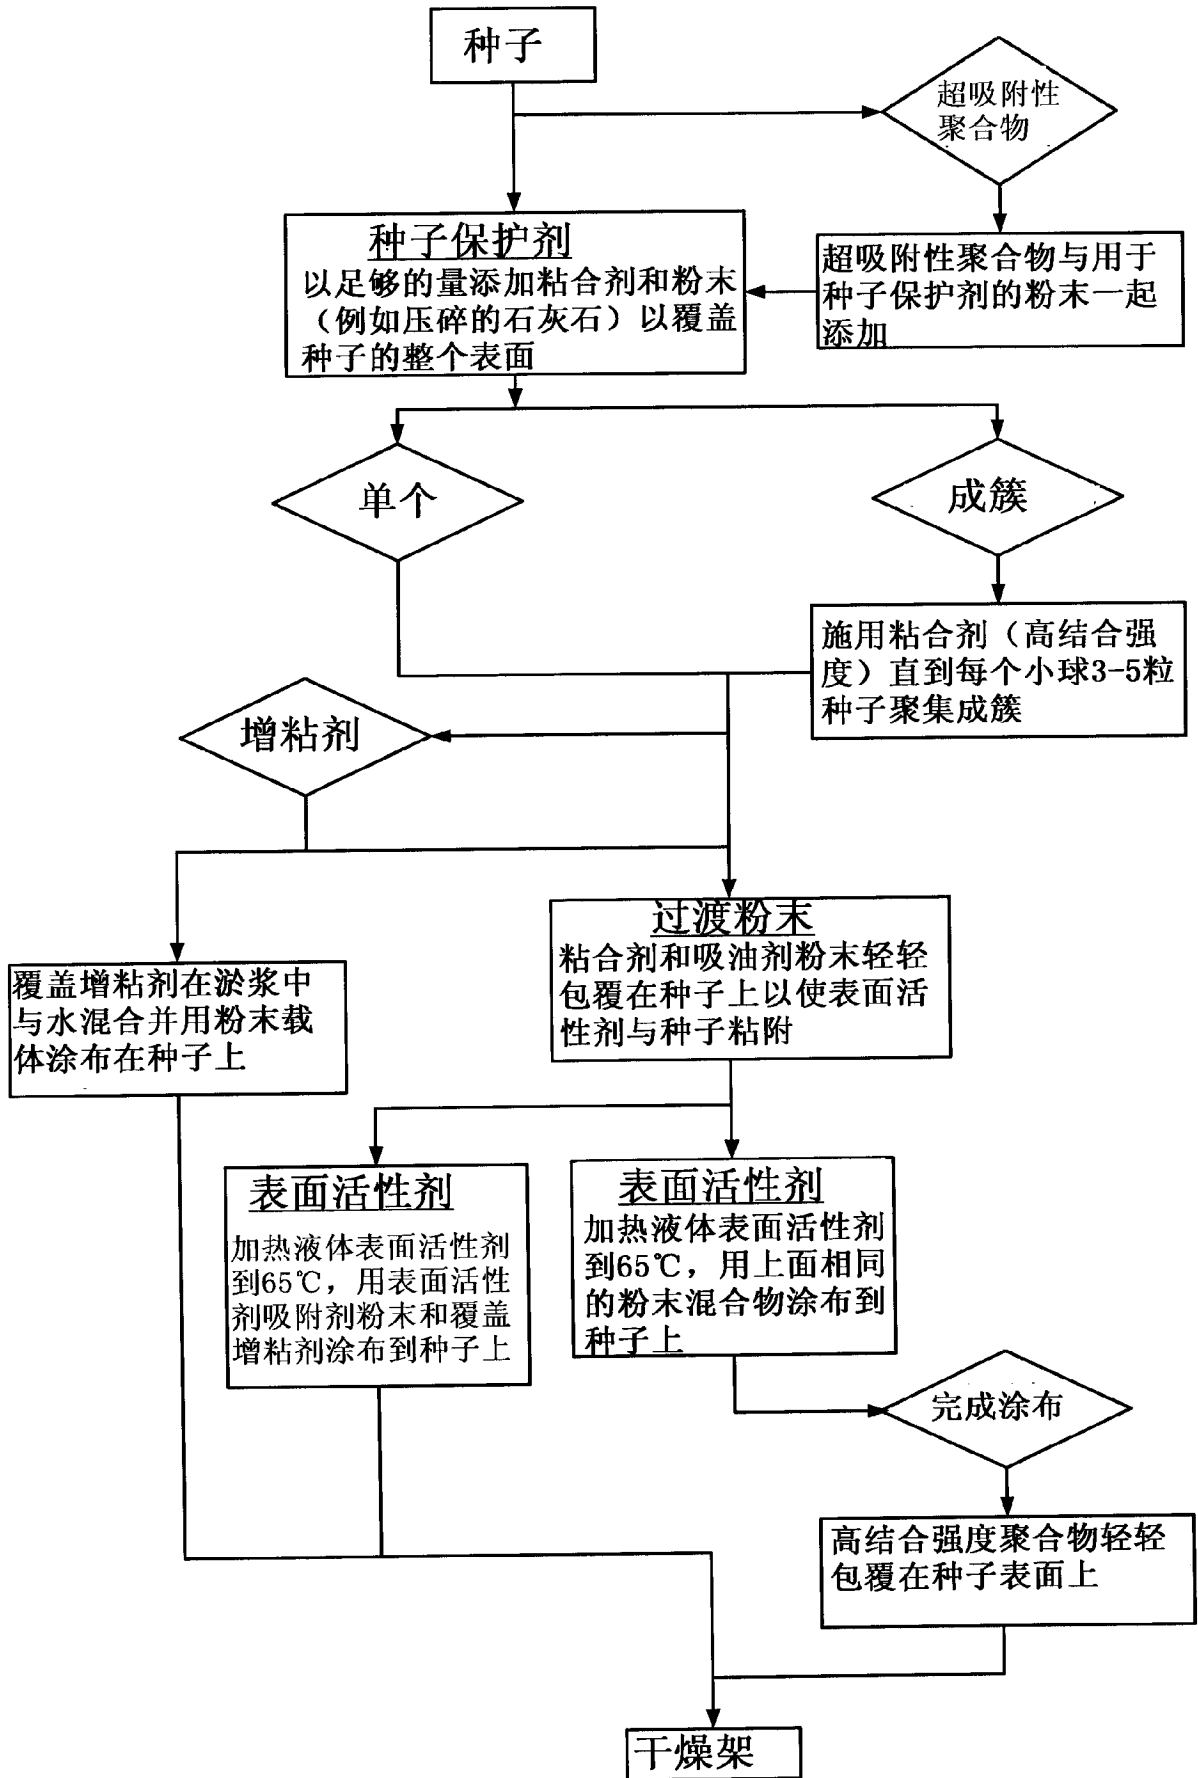 种子
超吸附性
聚合物
种子保护剂
以足够的量添加粘合剂和粉末
（例如压碎的石灰石）以覆盖
种子的整个表面
超吸附性聚合物与用于
种子保护剂的粉末一起
添加
单个
成簇
施用粘合剂（高结合强
度）直到每个小球3-5粒
种子聚集成簇
增粘剂
过渡粉末
粘合剂和吸油剂粉末轻轻
包覆在种子上以使表面活
性剂与种子粘附
覆盖增粘剂在淤浆中
与水混合并用粉末载
体涂布在种子上
表面活性剂
加热液体表面活性剂
到65℃，用表面活性
剂吸附剂粉末和覆盖
增粘剂涂布到种子上
表面活性剂
加热液体表面活性剂
到65℃，用上面相同
的粉末混合物涂布到
种子上
完成涂布
高结合强度聚合物轻轻
包覆在种子表面上
干燥架